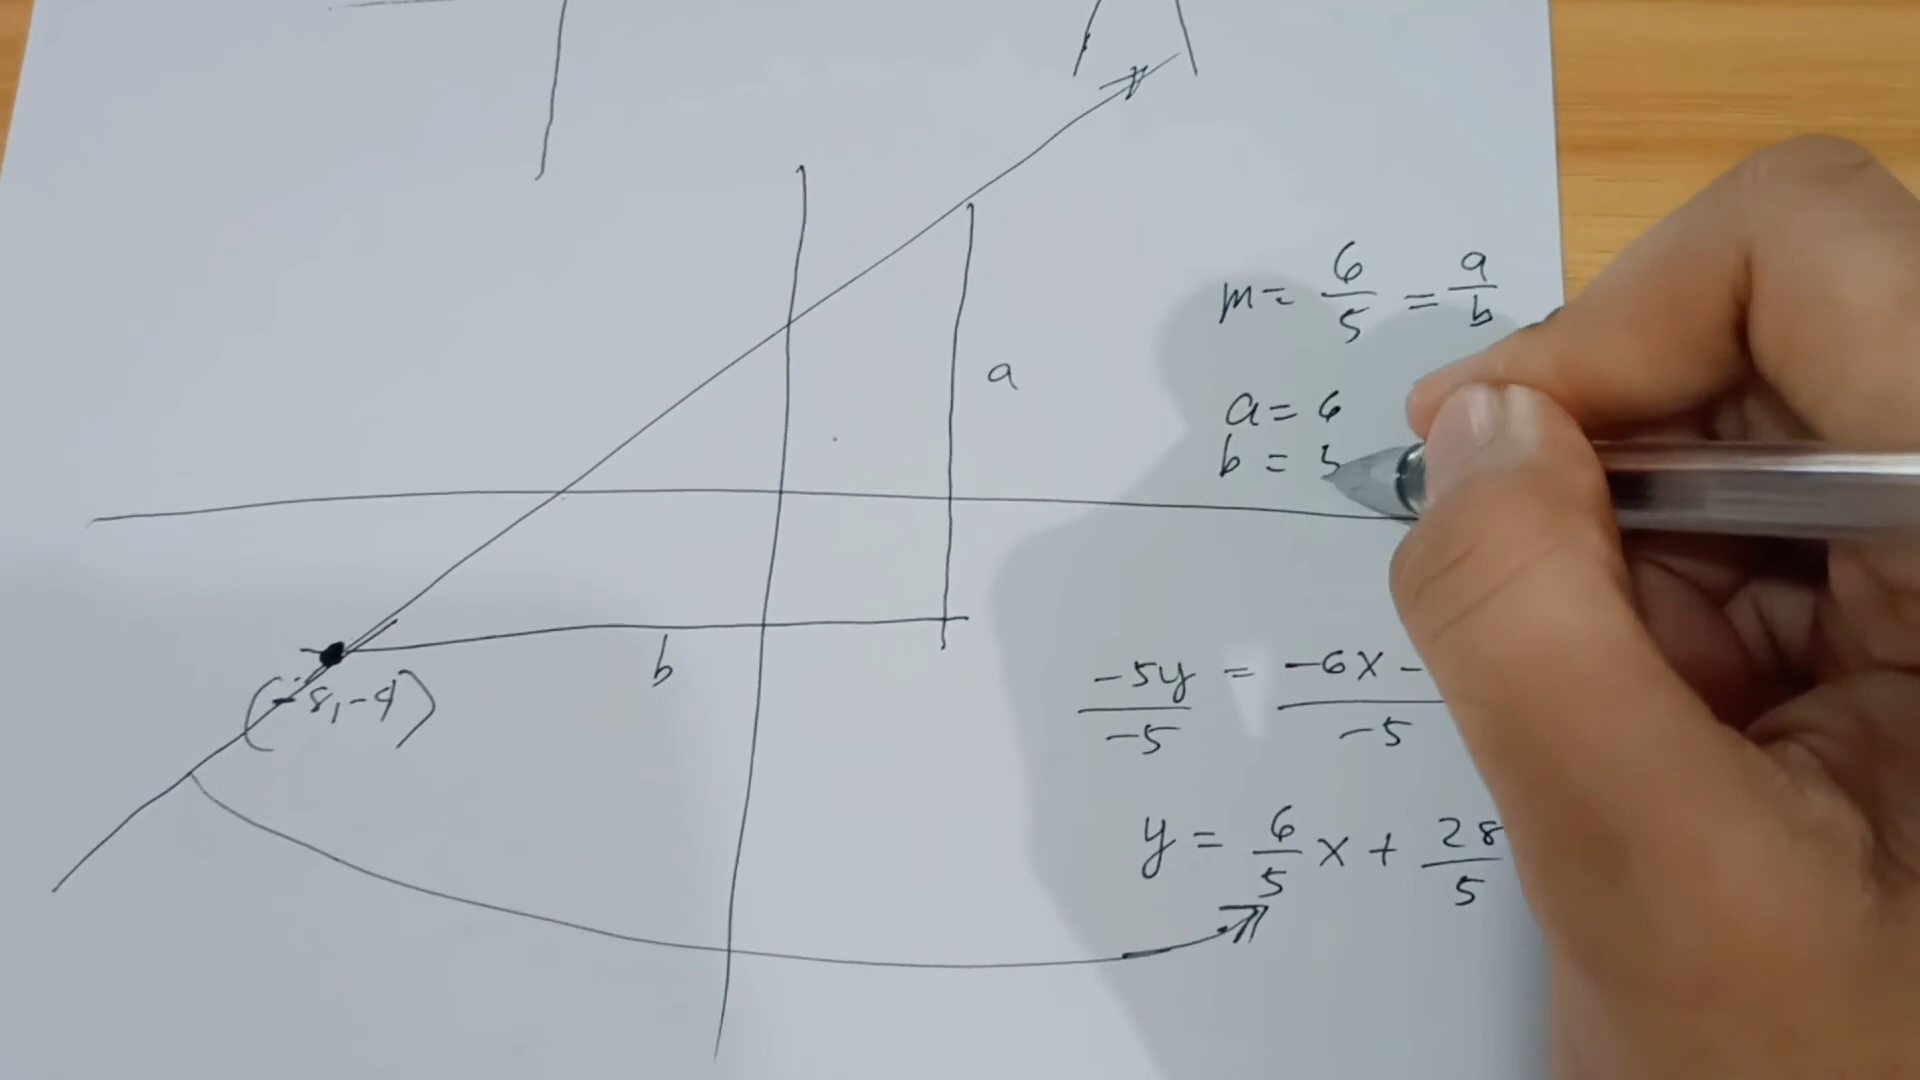 m = 6/5 = a/b
a
a = 6
b = 5
b
-5y/-5 = -6x -/-5
(-8, -4)
y = 6/5 x + 28/5